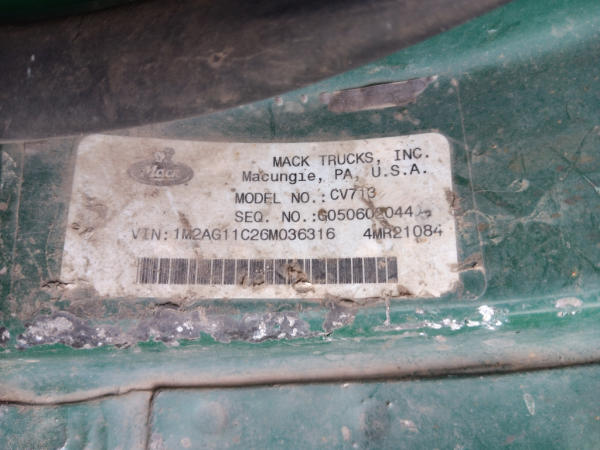 Mack
MACK TRUCKS, INC.
Macungie, PA, U.S.A.
MODEL NO.:CV713
SEQ. NO.:G050602044
VIN:1M2AG11C26M036316 4MR21084